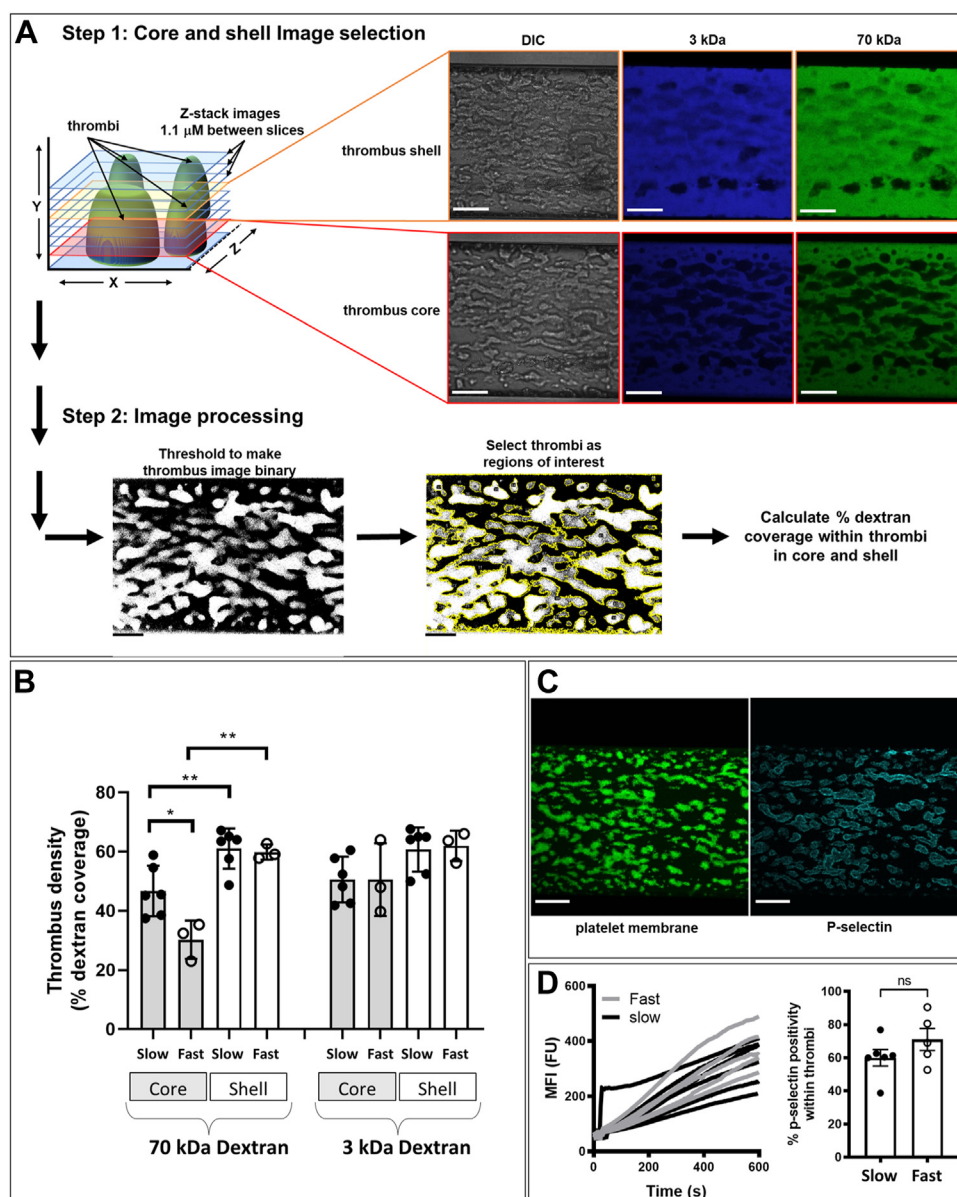 A
Step 1: Core and shell Image selection
DIC
3 kDa
70 kDa
Z-stack images
1.1 µM between slices
thrombi
Y
X
Z
thrombus shell
thrombus core
Step 2: Image processing
Threshold to make
thrombus image binary
Select thrombi as
regions of interest
Calculate % dextran
coverage within thrombi
in core and shell
B
**
**
*
Thrombus density
(% dextran coverage)
80
60
40
20
0
Slow Fast Slow Fast Slow Fast Slow Fast
Core Shell Core Shell
70 kDa Dextran 3 kDa Dextran
C
platelet membrane
P-selectin
D
MFI (FU)
600
400
200
0
Fast
slow
0 200 400 600
Time (s)
% p-selectin positivity
within thrombi
100
80
60
40
20
0
ns
Slow Fast